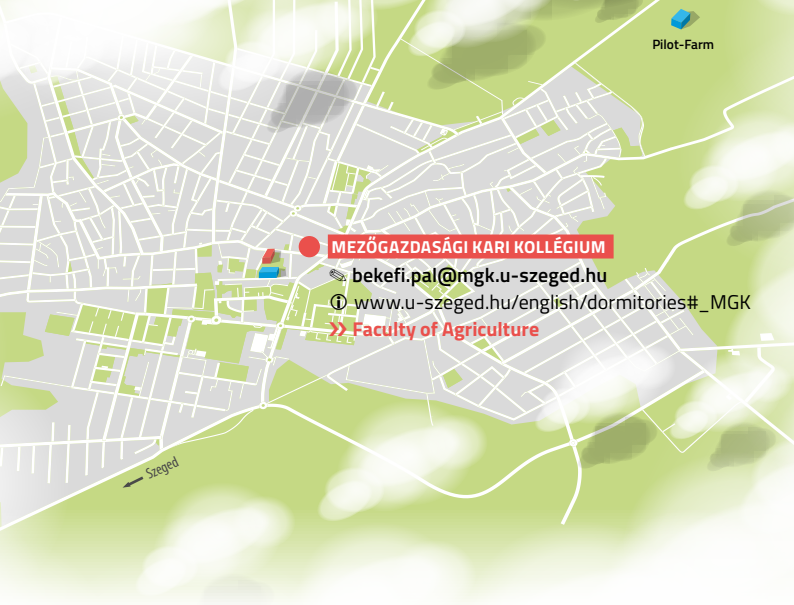 Pilot-Farm
MEZŐGAZDASÁGI KARI KOLLÉGIUM
✎ bekefi.pal@mgk.u-szeged.hu
ⓘ www.u-szeged.hu/english/dormitories#_MGK
» Faculty of Agriculture
← Szeged